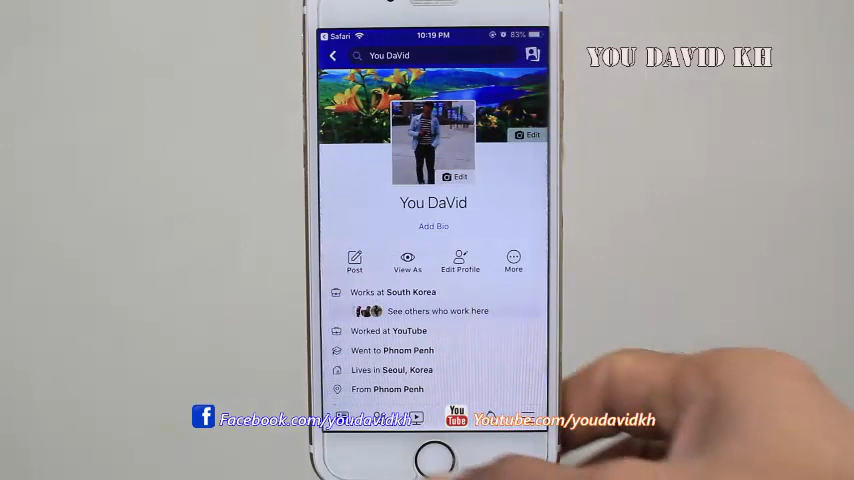 Safari 10:19 PM 83%
You DaVid
YOU DAVID KH
Edit
Edit
You DaVid
Add Bio
Post View As Edit Profile More
Works at South Korea
See others who work here
Worked at YouTube
Went to Phnom Penh
Lives in Seoul, Korea
From Phnom Penh
f Facebook.com/youdavidkh You Tube Youtube.com/youdavidkh